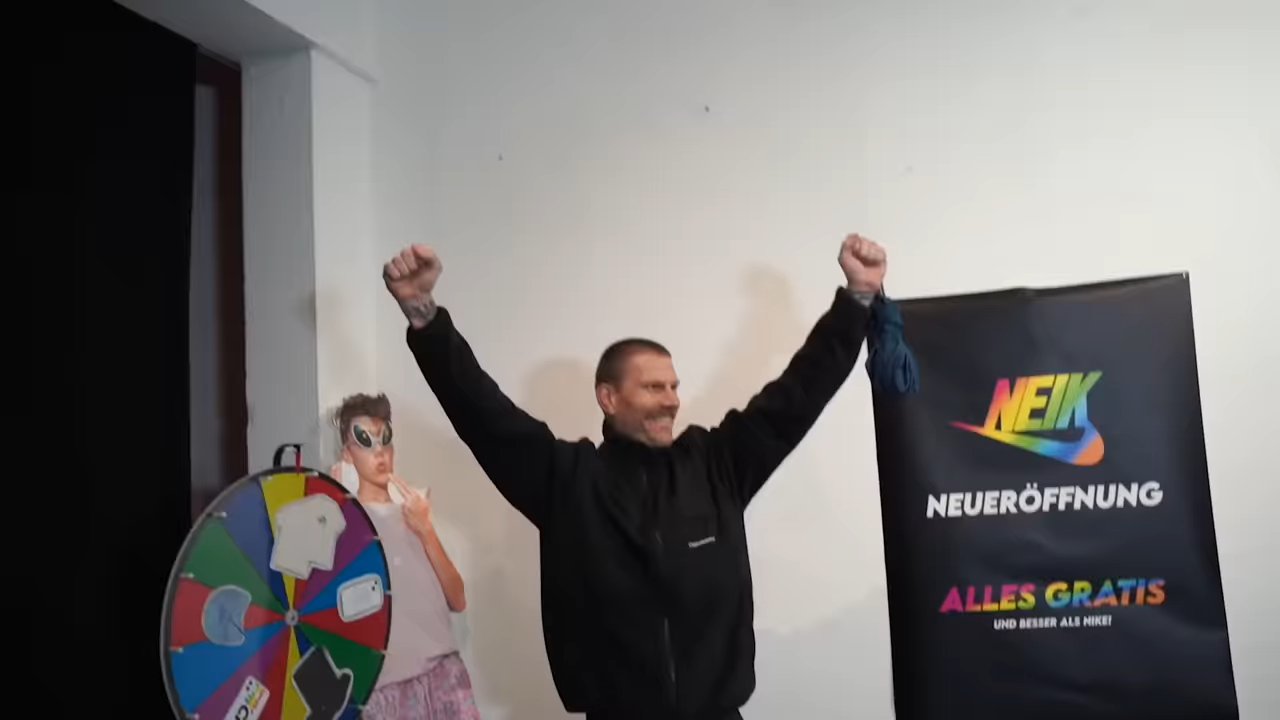 NEIK
NEUERÖFFNUNG
ALLES GRATIS
UND BESSER ALS NIKE!